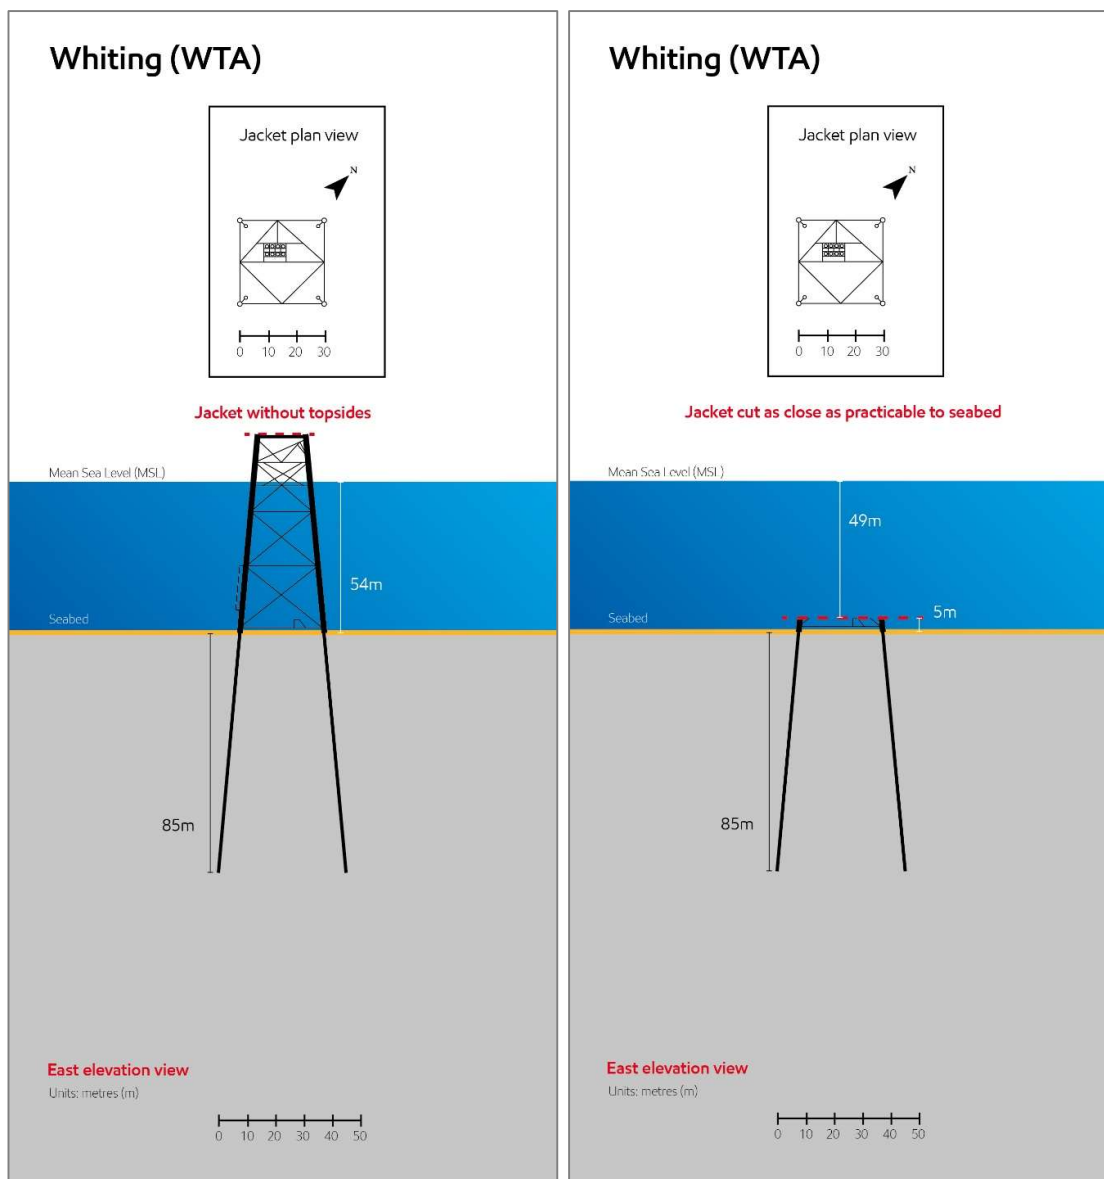 Whiting (WTA)
Jacket plan view
N
0 10 20 30
Jacket without topsides
Mean Sea Level (MSL)
54m
Seabed
85m
East elevation view
Units: metres (m)
0 10 20 30 40 50
Whiting (WTA)
Jacket plan view
N
0 10 20 30
Jacket cut as close as practicable to seabed
Mean Sea Level (MSL)
49m
5m
Seabed
85m
East elevation view
Units: metres (m)
0 10 20 30 40 50